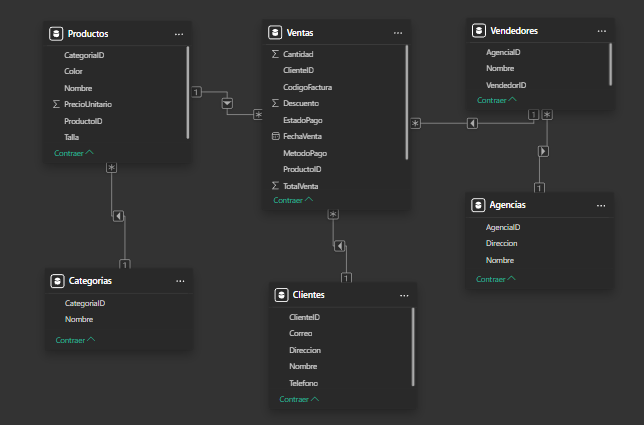 Productos
CategoriaID
Color
Nombre
PrecioUnitario
ProductoID
Talla
Contraer
Ventas
Cantidad
ClienteID
CodigoFactura
Descuento
EstadoPago
FechaVenta
MetodoPago
ProductoID
TotalVenta
Contraer
Vendedores
AgenciaID
Nombre
VendedorID
Contraer
1
*
*
1
*
1
*
1
*
1
Categorias
CategoriaID
Nombre
Contraer
Clientes
ClienteID
Correo
Direccion
Nombre
Telefono
Contraer
Agencias
AgenciaID
Direccion
Nombre
Contraer